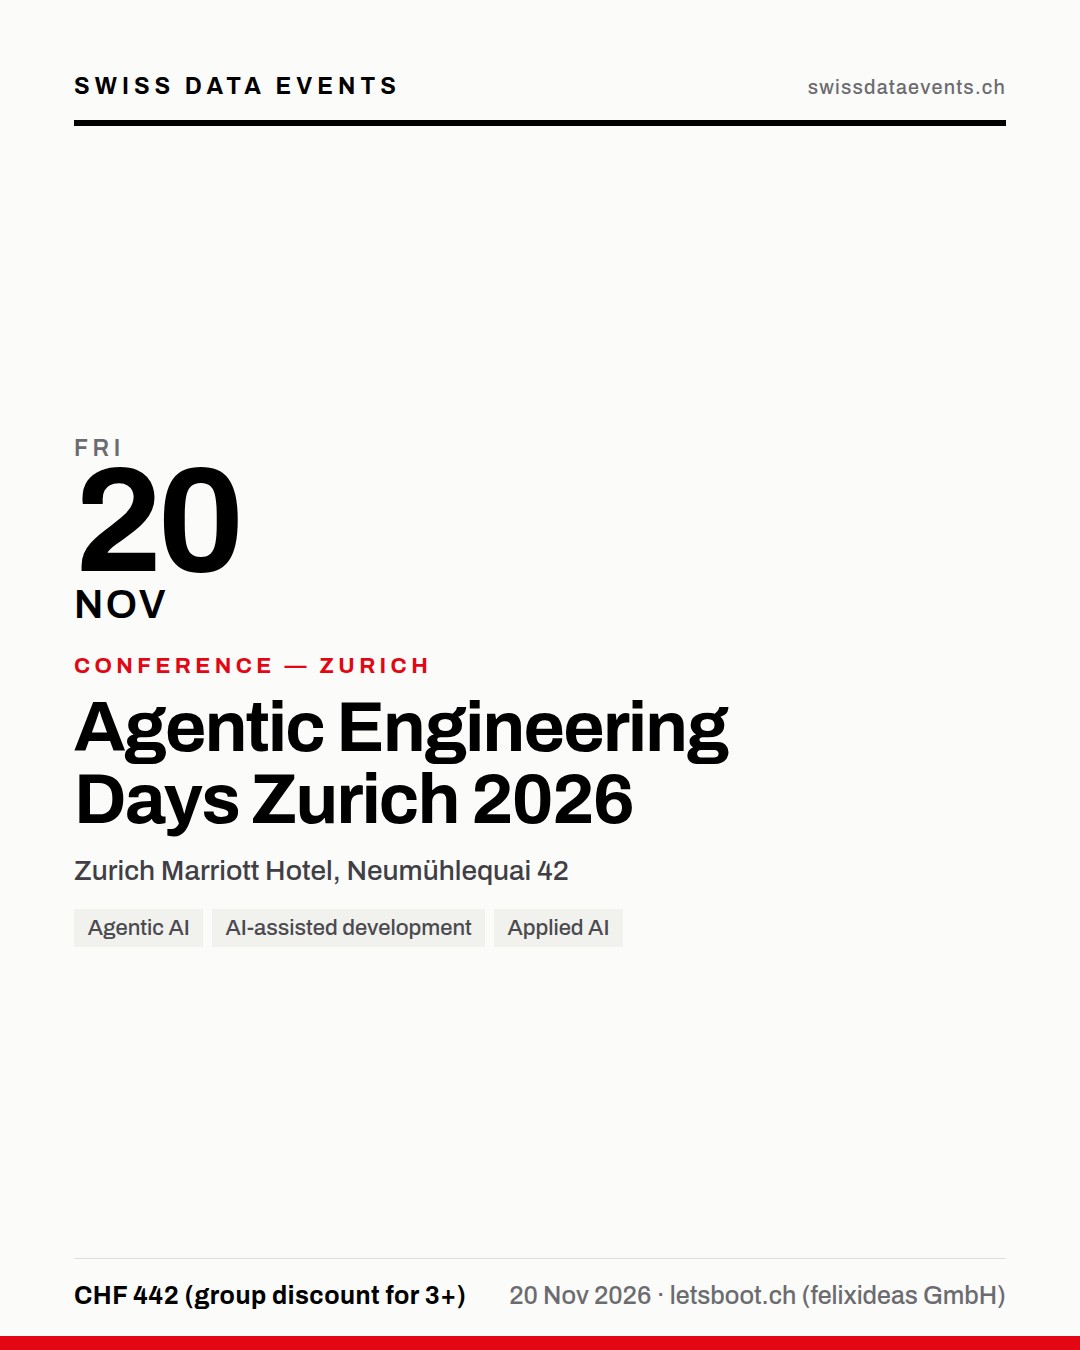 SWISS DATA EVENTS
swissdataevents.ch
FRI
20
NOV
CONFERENCE — ZURICH
Agentic Engineering
Days Zurich 2026
Zurich Marriott Hotel, Neumühlequai 42
Agentic AI AI-assisted development Applied AI
CHF 442 (group discount for 3+) 20 Nov 2026 · letsboot.ch (felixideas GmbH)